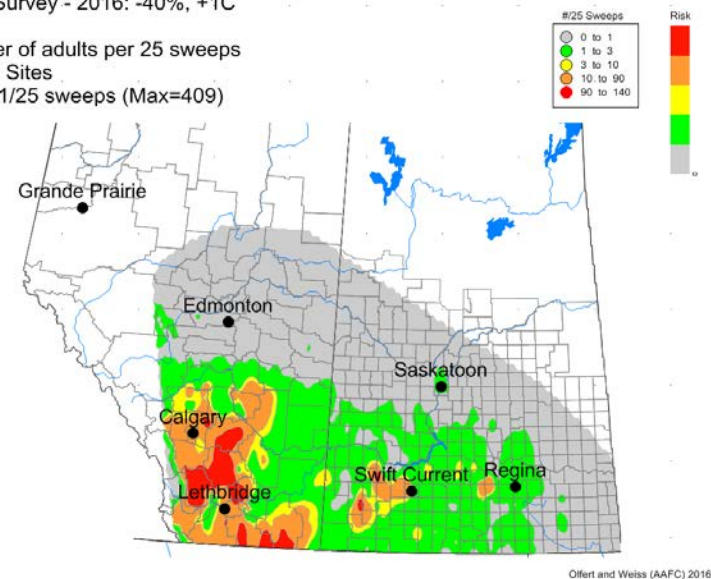 Survey - 2016: -40%, +1C
er of adults per 25 sweeps
Sites
1/25 sweeps (Max=409)
#/25 Sweeps
0 to 1
1 to 3
3 to 10
10. to 90
90 to 140
Risk
0
Grande Prairie
Edmonton
Saskatoon
Calgary
Swift Current
Regina
Lethbridge
Olfert and Weiss (AAFC) 2016